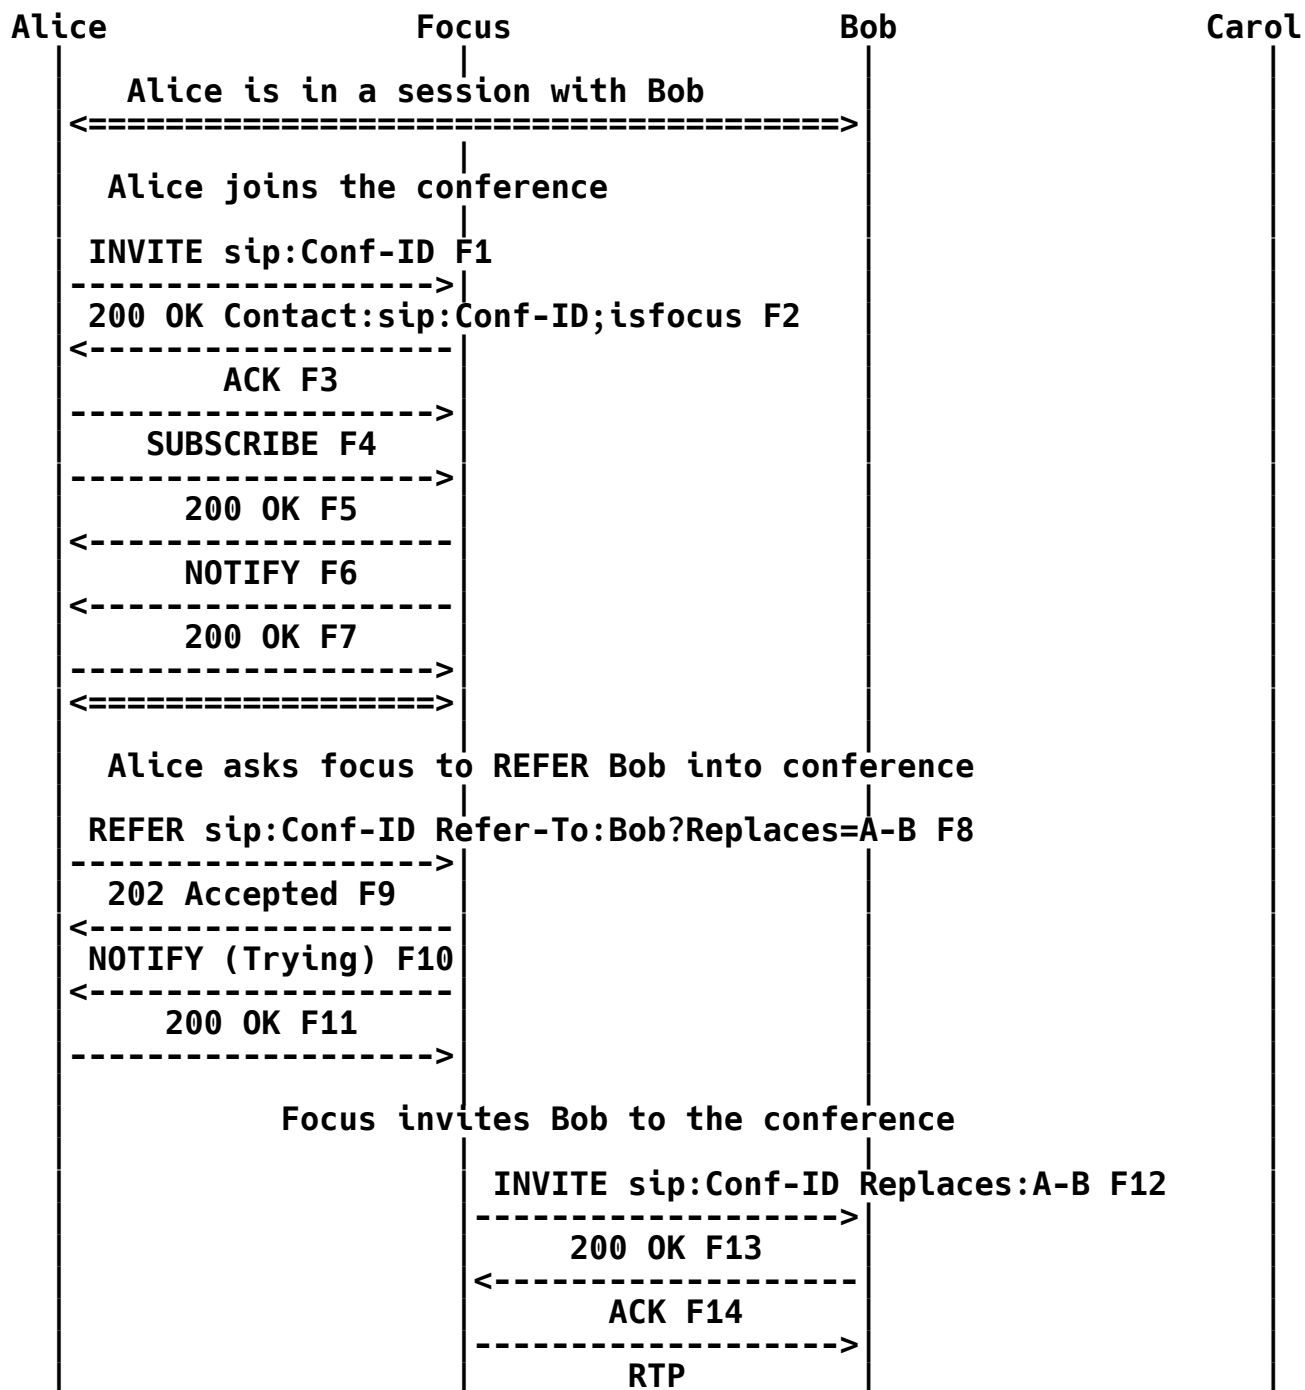 Alice Focus Bob Carol
Alice is in a session with Bob
<=======================================>
Alice joins the conference
INVITE sip:Conf-ID F1
------------------->
200 OK Contact:sip:Conf-ID;isfocus F2
<-------------------
ACK F3
------------------->
SUBSCRIBE F4
------------------->
200 OK F5
<-------------------
NOTIFY F6
<-------------------
200 OK F7
------------------->
<==================>
Alice asks focus to REFER Bob into conference
REFER sip:Conf-ID Refer-To:Bob?Replaces=A-B F8
------------------->
202 Accepted F9
<-------------------
NOTIFY (Trying) F10
<-------------------
200 OK F11
------------------->
Focus invites Bob to the conference
INVITE sip:Conf-ID Replaces:A-B F12
------------------->
200 OK F13
<-------------------
ACK F14
------------------->
RTP